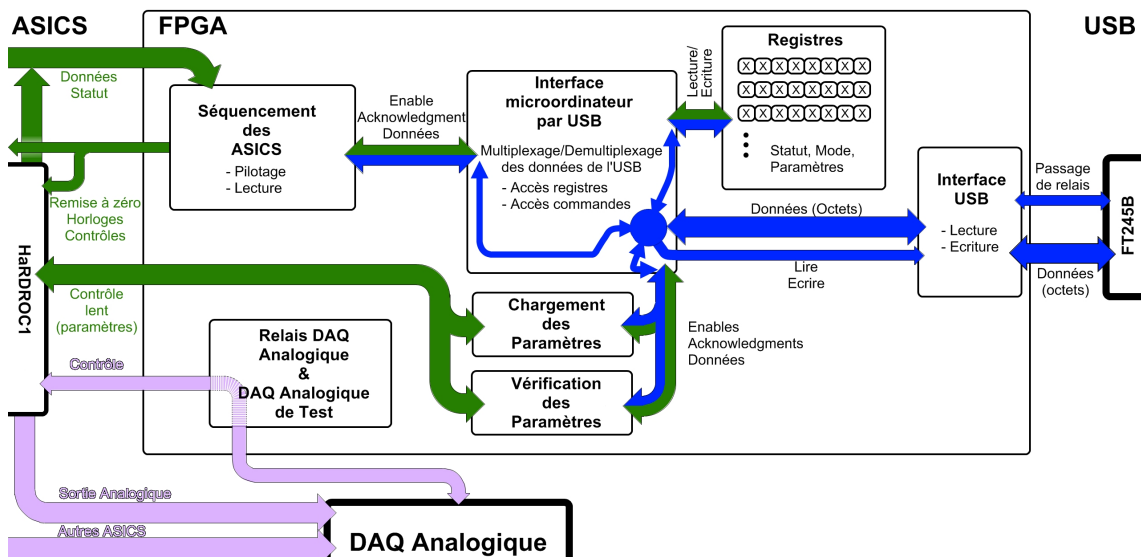 ASICS
FPGA
USB
Données
Statut
Séquencement
des
ASICS
- Pilotage
- Lecture
Enable
Acknowledgment
Données
Interface
microordinateur
par USB
Multiplexage/Demultiplexage
des données de l'USB
- Accès registres
- Accès commandes
Lecture/
Ecriture
Registres
X X X X X X X X
X X X X X X X X
X X X X X X X X
Statut, Mode,
Paramètres
Interface
USB
- Lecture
- Ecriture
Passage
de relais
FT245B
Données
(octets)
Données (Octets)
Lire
Ecrire
Remise à zéro
Horloges
Contrôles
HaRDROC1
Contrôle
lent
(paramètres)
Chargement
des
Paramètres
Vérification
des
Paramètres
Enables
Acknowledgments
Données
Relais DAQ
Analogique
&
DAQ Analogique
de Test
Contrôle
Sortie Analogique
Autres ASICS
DAQ Analogique